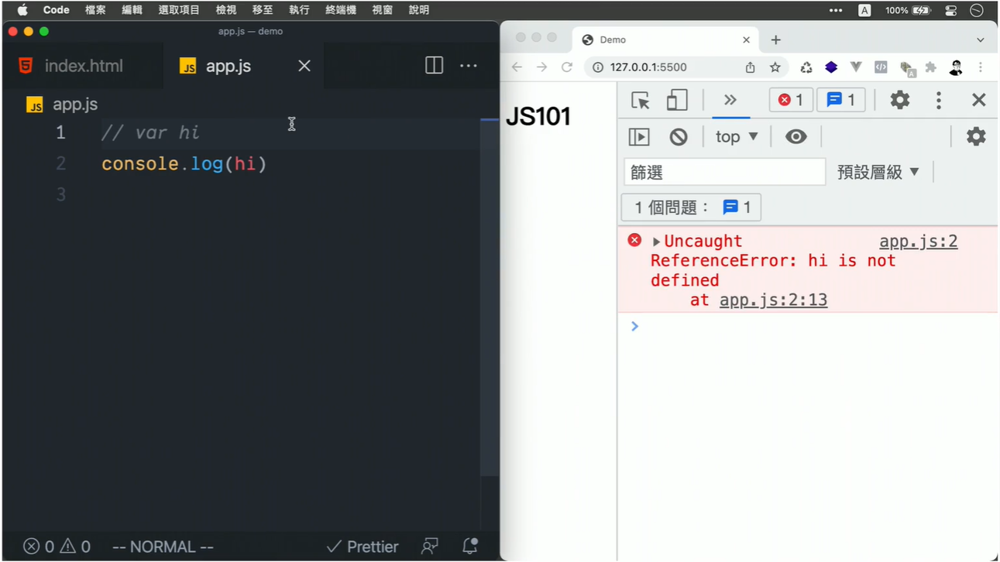 Code 檔案 編輯 選取項目 檢視 移至 執行 終端機 視窗 說明
A 100%
app.js — demo
index.html
JS app.js
JS app.js
1 // var hi
2 console.log(hi)
3
0 0 -- NORMAL -- Prettier
Demo
127.0.0.1:5500
A
JS101
1 1
top
篩選
預設層級
1 個問題： 1
Uncaught app.js:2
ReferenceError: hi is not
defined
at app.js:2:13